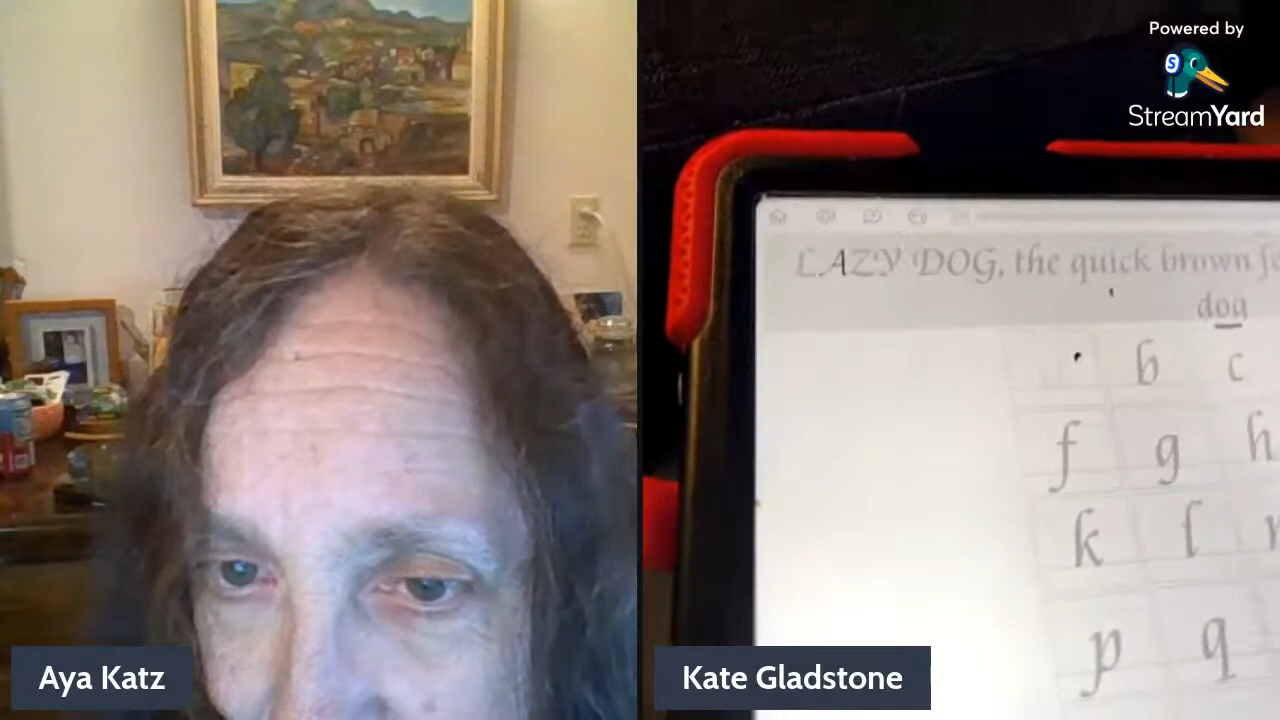 Powered by
StreamYard
LAZY DOG, the quick brown
dog
b c
f g h
k l
p q
Aya Katz
Kate Gladstone